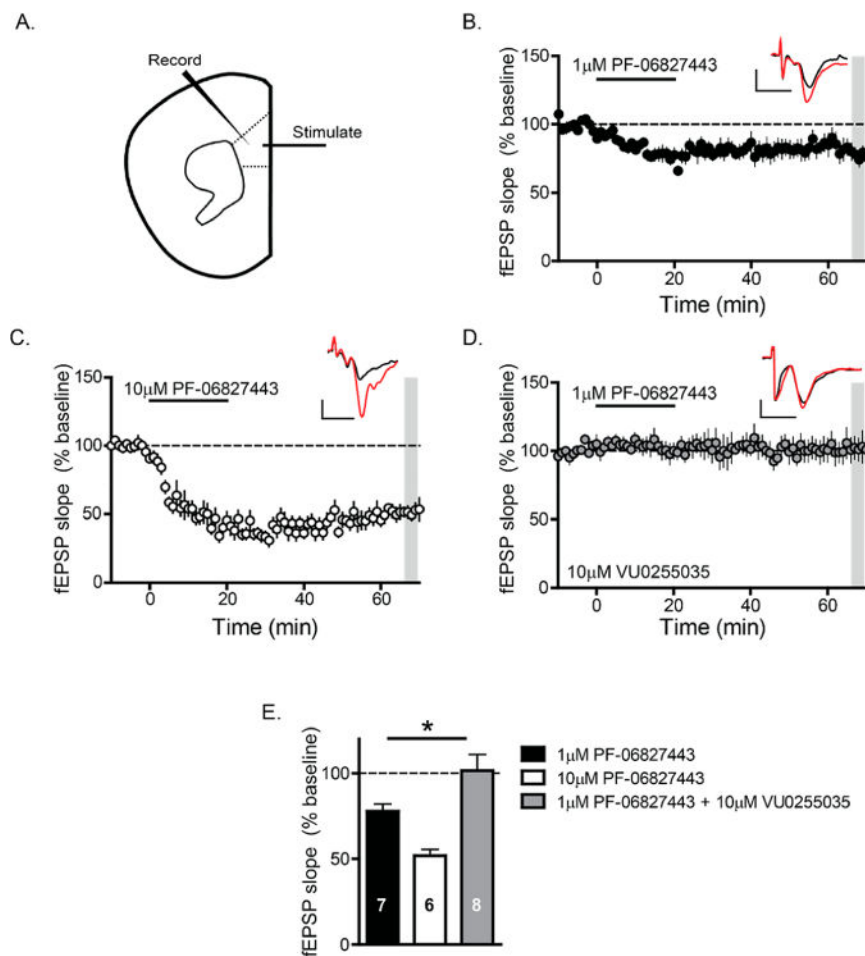 A.
Record
Stimulate
B.
1μM PF-06827443
fEPSP slope (% baseline)
150
100
50
0
0
20
40
60
Time (min)
C.
10μM PF-06827443
fEPSP slope (% baseline)
150
100
50
0
0
20
40
60
Time (min)
D.
1μM PF-06827443
fEPSP slope (% baseline)
150
100
50
0
10μM VU0255035
0
20
40
60
Time (min)
E.
*
fEPSP slope (% baseline)
100
50
0
7
6
8
1μM PF-06827443
10μM PF-06827443
1μM PF-06827443 + 10μM VU0255035